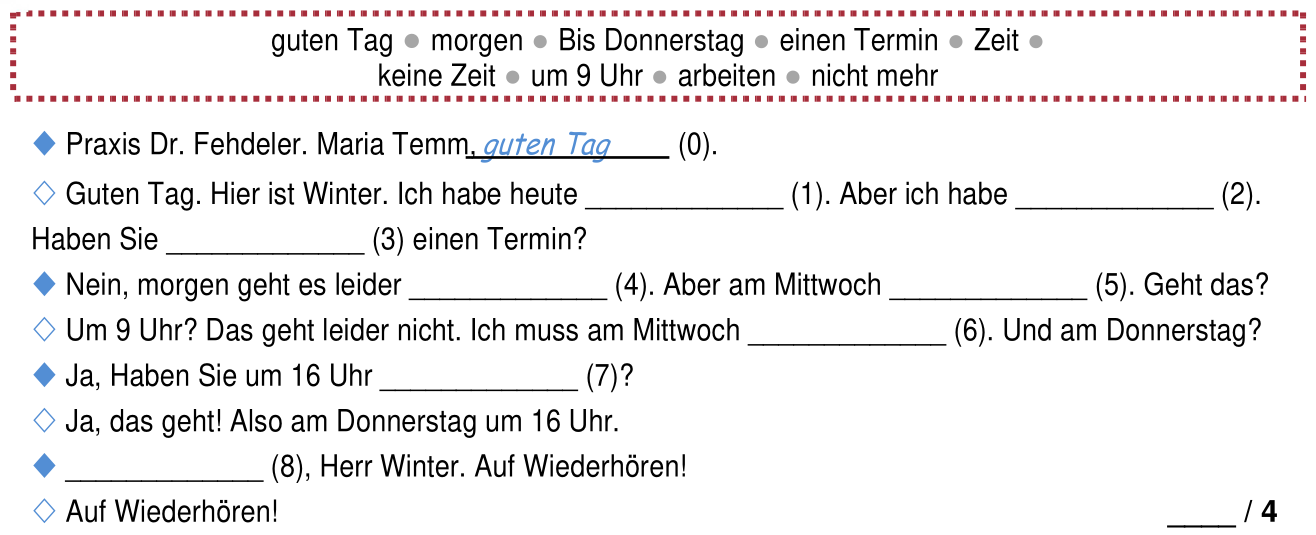 guten Tag ● morgen ● Bis Donnerstag ● einen Termin ● Zeit ●
keine Zeit ● um 9 Uhr ● arbeiten ● nicht mehr
◆ Praxis Dr. Fehdeler. Maria Temm, guten Tag (0).
◇ Guten Tag. Hier ist Winter. Ich habe heute _____________ (1). Aber ich habe _____________ (2).
Haben Sie _____________ (3) einen Termin?
◆ Nein, morgen geht es leider _____________ (4). Aber am Mittwoch _____________ (5). Geht das?
◇ Um 9 Uhr? Das geht leider nicht. Ich muss am Mittwoch _____________ (6). Und am Donnerstag?
◆ Ja, Haben Sie um 16 Uhr _____________ (7)?
◇ Ja, das geht! Also am Donnerstag um 16 Uhr.
◆ _____________ (8), Herr Winter. Auf Wiederhören!
◇ Auf Wiederhören! ____ / 4